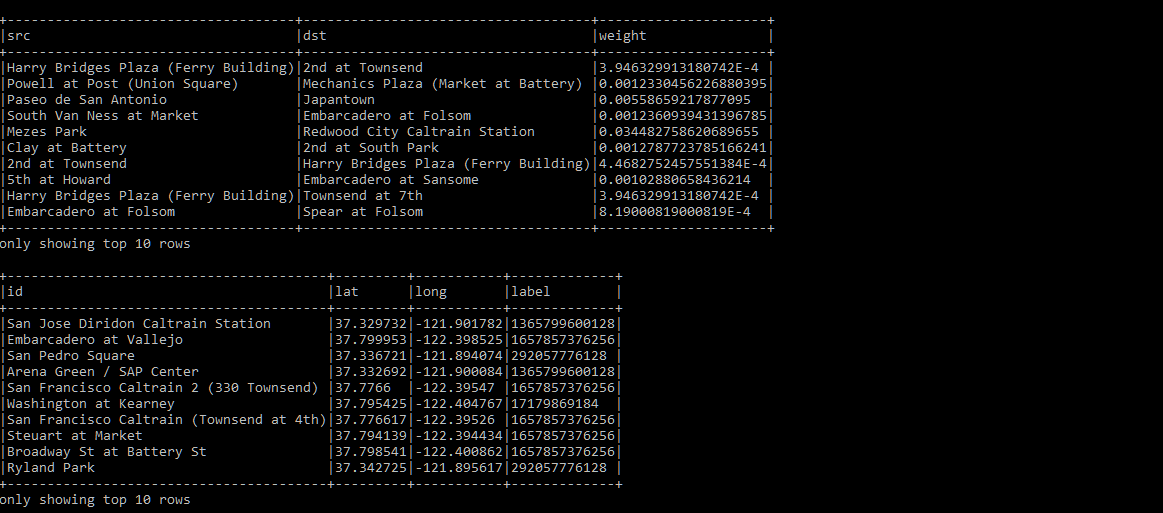 +------------------------------------+------------------------------------+---------------------+
|src                                 |dst                                 |weight               |
+------------------------------------+------------------------------------+---------------------+
|Harry Bridges Plaza (Ferry Building)|2nd at Townsend                     |3.946329913180742E-4 |
|Powell at Post (Union Square)       |Mechanics Plaza (Market at Battery) |0.0012330456226880395|
|Paseo de San Antonio                |Japantown                           |0.00558659217877095  |
|South Van Ness at Market            |Embarcadero at Folsom               |0.0012360939431396785|
|Mezes Park                          |Redwood City Caltrain Station       |0.034482758620689655 |
|Clay at Battery                     |2nd at South Park                   |0.0012787723785166241|
|2nd at Townsend                     |Harry Bridges Plaza (Ferry Building)|4.4682752457551384E-4|
|5th at Howard                       |Embarcadero at Sansome              |0.00102880658436214  |
|Harry Bridges Plaza (Ferry Building)|Townsend at 7th                     |3.946329913180742E-4 |
|Embarcadero at Folsom               |Spear at Folsom                     |8.19000819000819E-4  |
+------------------------------------+------------------------------------+---------------------+
only showing top 10 rows
+----------------------------------------+---------+-----------+-------------+
|id                                      |lat      |long       |label        |
+----------------------------------------+---------+-----------+-------------+
|San Jose Diridon Caltrain Station       |37.329732|-121.901782|1365799600128|
|Embarcadero at Vallejo                  |37.799953|-122.398525|1657857376256|
|San Pedro Square                        |37.336721|-121.894074|292057776128 |
|Arena Green / SAP Center                |37.332692|-121.900084|1365799600128|
|San Francisco Caltrain 2 (330 Townsend) |37.7766  |-122.39547 |1657857376256|
|Washington at Kearney                   |37.795425|-122.404767|17179869184  |
|San Francisco Caltrain (Townsend at 4th)|37.776617|-122.39526 |1657857376256|
|Steuart at Market                       |37.794139|-122.394434|1657857376256|
|Broadway St at Battery St               |37.798541|-122.400862|1657857376256|
|Ryland Park                             |37.342725|-121.895617|292057776128 |
+----------------------------------------+---------+-----------+-------------+
only showing top 10 rows